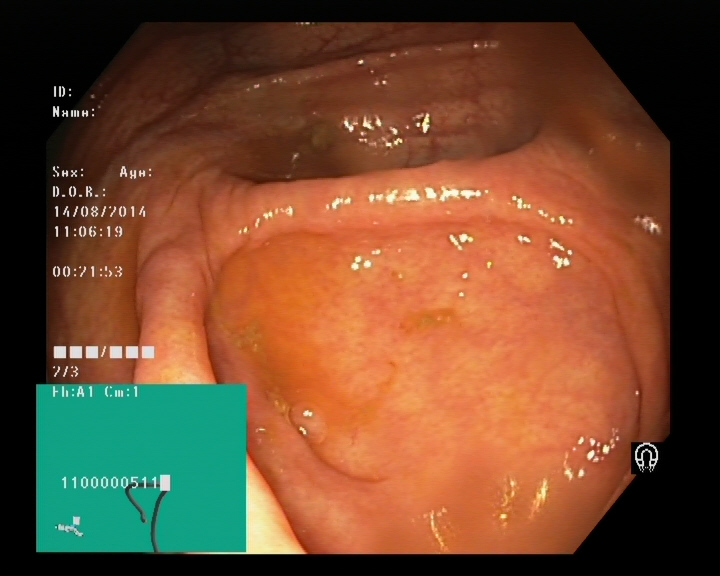 ID:
Name:
Sex: Age:
D.O.B.:
14/08/2014
11:06:19
00:21:53
■■■/■■■
2/3
Eh:A1 Cm:1
1100000511